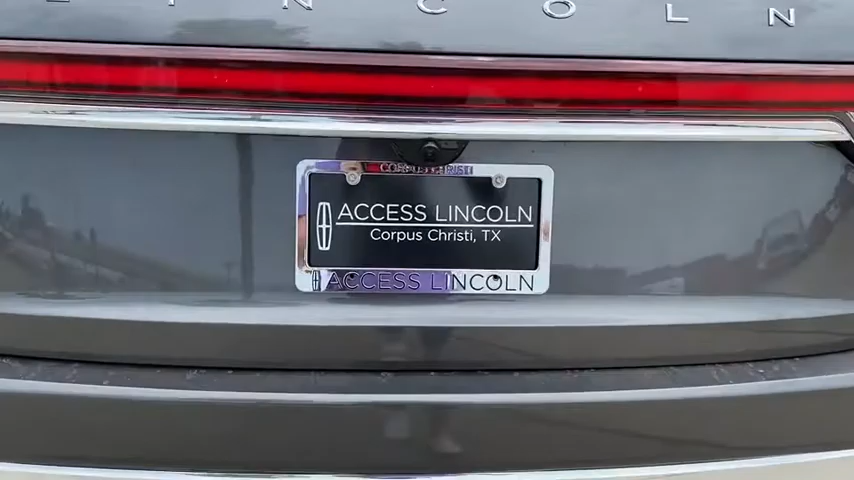 LINCOLN
CORPUS CHRISTI
ACCESS LINCOLN
Corpus Christi, TX
ACCESS LINCOLN